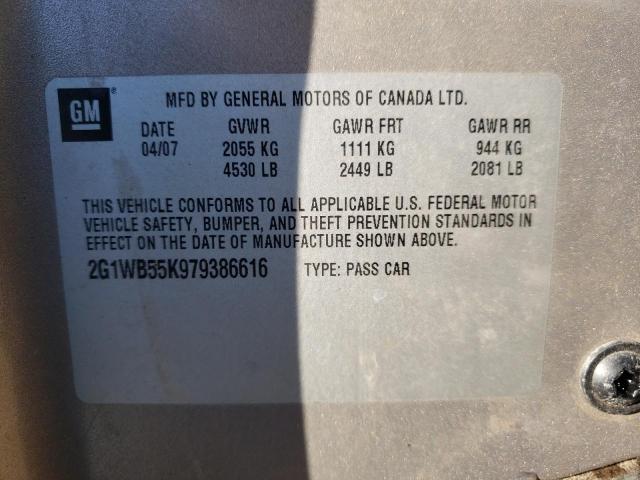 GM ®
MFD BY GENERAL MOTORS OF CANADA LTD.
DATE GVWR GAWR FRT GAWR RR
04/07 2055 KG 1111 KG 944 KG
4530 LB 2449 LB 2081 LB
THIS VEHICLE CONFORMS TO ALL APPLICABLE U.S. FEDERAL MOTOR
VEHICLE SAFETY, BUMPER, AND THEFT PREVENTION STANDARDS IN
EFFECT ON THE DATE OF MANUFACTURE SHOWN ABOVE.
2G1WB55K979386616 TYPE: PASS CAR